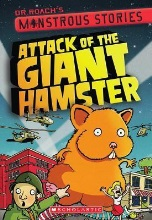 DR ROACH'S
MONSTROUS STORIES
ATTACK OF THE
GIANT
HAMSTER
SCHOLASTIC